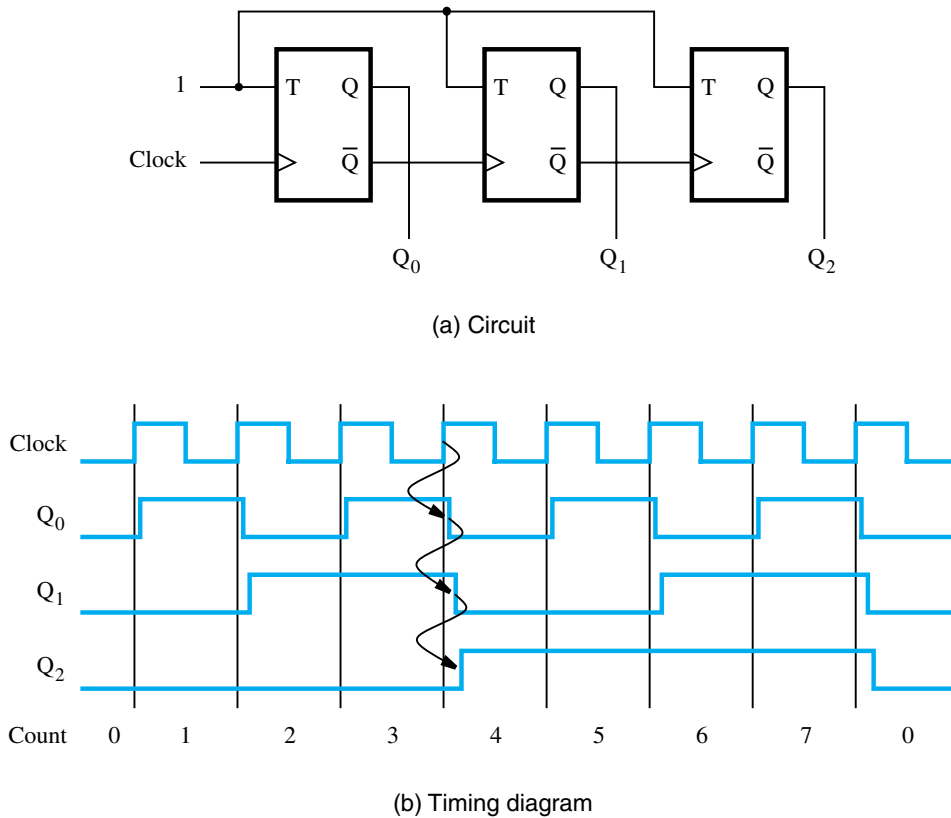 1 T Q T Q T Q
Clock Q̅ Q̅ Q̅
Q₀ Q₁ Q₂
(a) Circuit
Clock
Q₀
Q₁
Q₂
Count 0 1 2 3 4 5 6 7 0
(b) Timing diagram